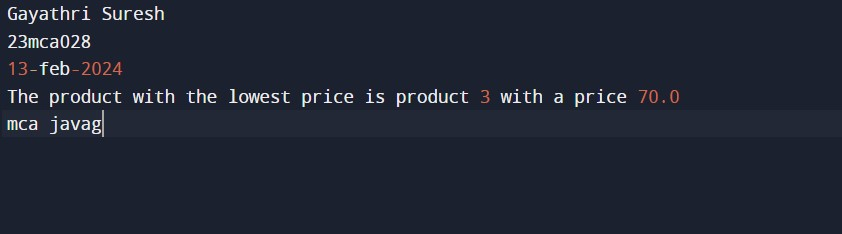 Gayathri Suresh
23mca028
13-feb-2024
The product with the lowest price is product 3 with a price 70.0
mca javag